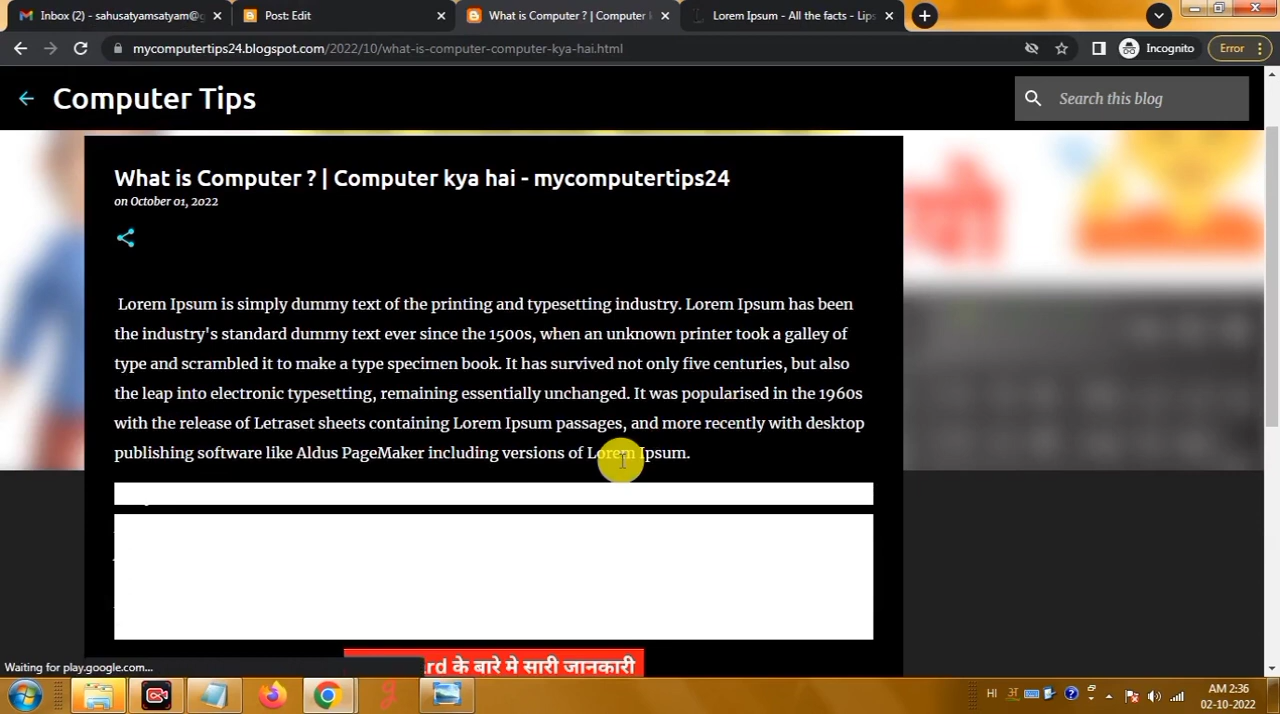 Inbox (2) - sahusatyamsatyam@g
Post: Edit
What is Computer ? | Computer k
Lorem Ipsum - All the facts - Lips
mycomputertips24.blogspot.com/2022/10/what-is-computer-computer-kya-hai.html
Incognito
Error
Computer Tips
Search this blog
What is Computer ? | Computer kya hai - mycomputertips24
on October 01, 2022
Lorem Ipsum is simply dummy text of the printing and typesetting industry. Lorem Ipsum has been
the industry's standard dummy text ever since the 1500s, when an unknown printer took a galley of
type and scrambled it to make a type specimen book. It has survived not only five centuries, but also
the leap into electronic typesetting, remaining essentially unchanged. It was popularised in the 1960s
with the release of Letraset sheets containing Lorem Ipsum passages, and more recently with desktop
publishing software like Aldus PageMaker including versions of Lorem Ipsum.
rd के बारे मे सारी जानकारी
Waiting for play.google.com...
HI
AM 2:36
02-10-2022